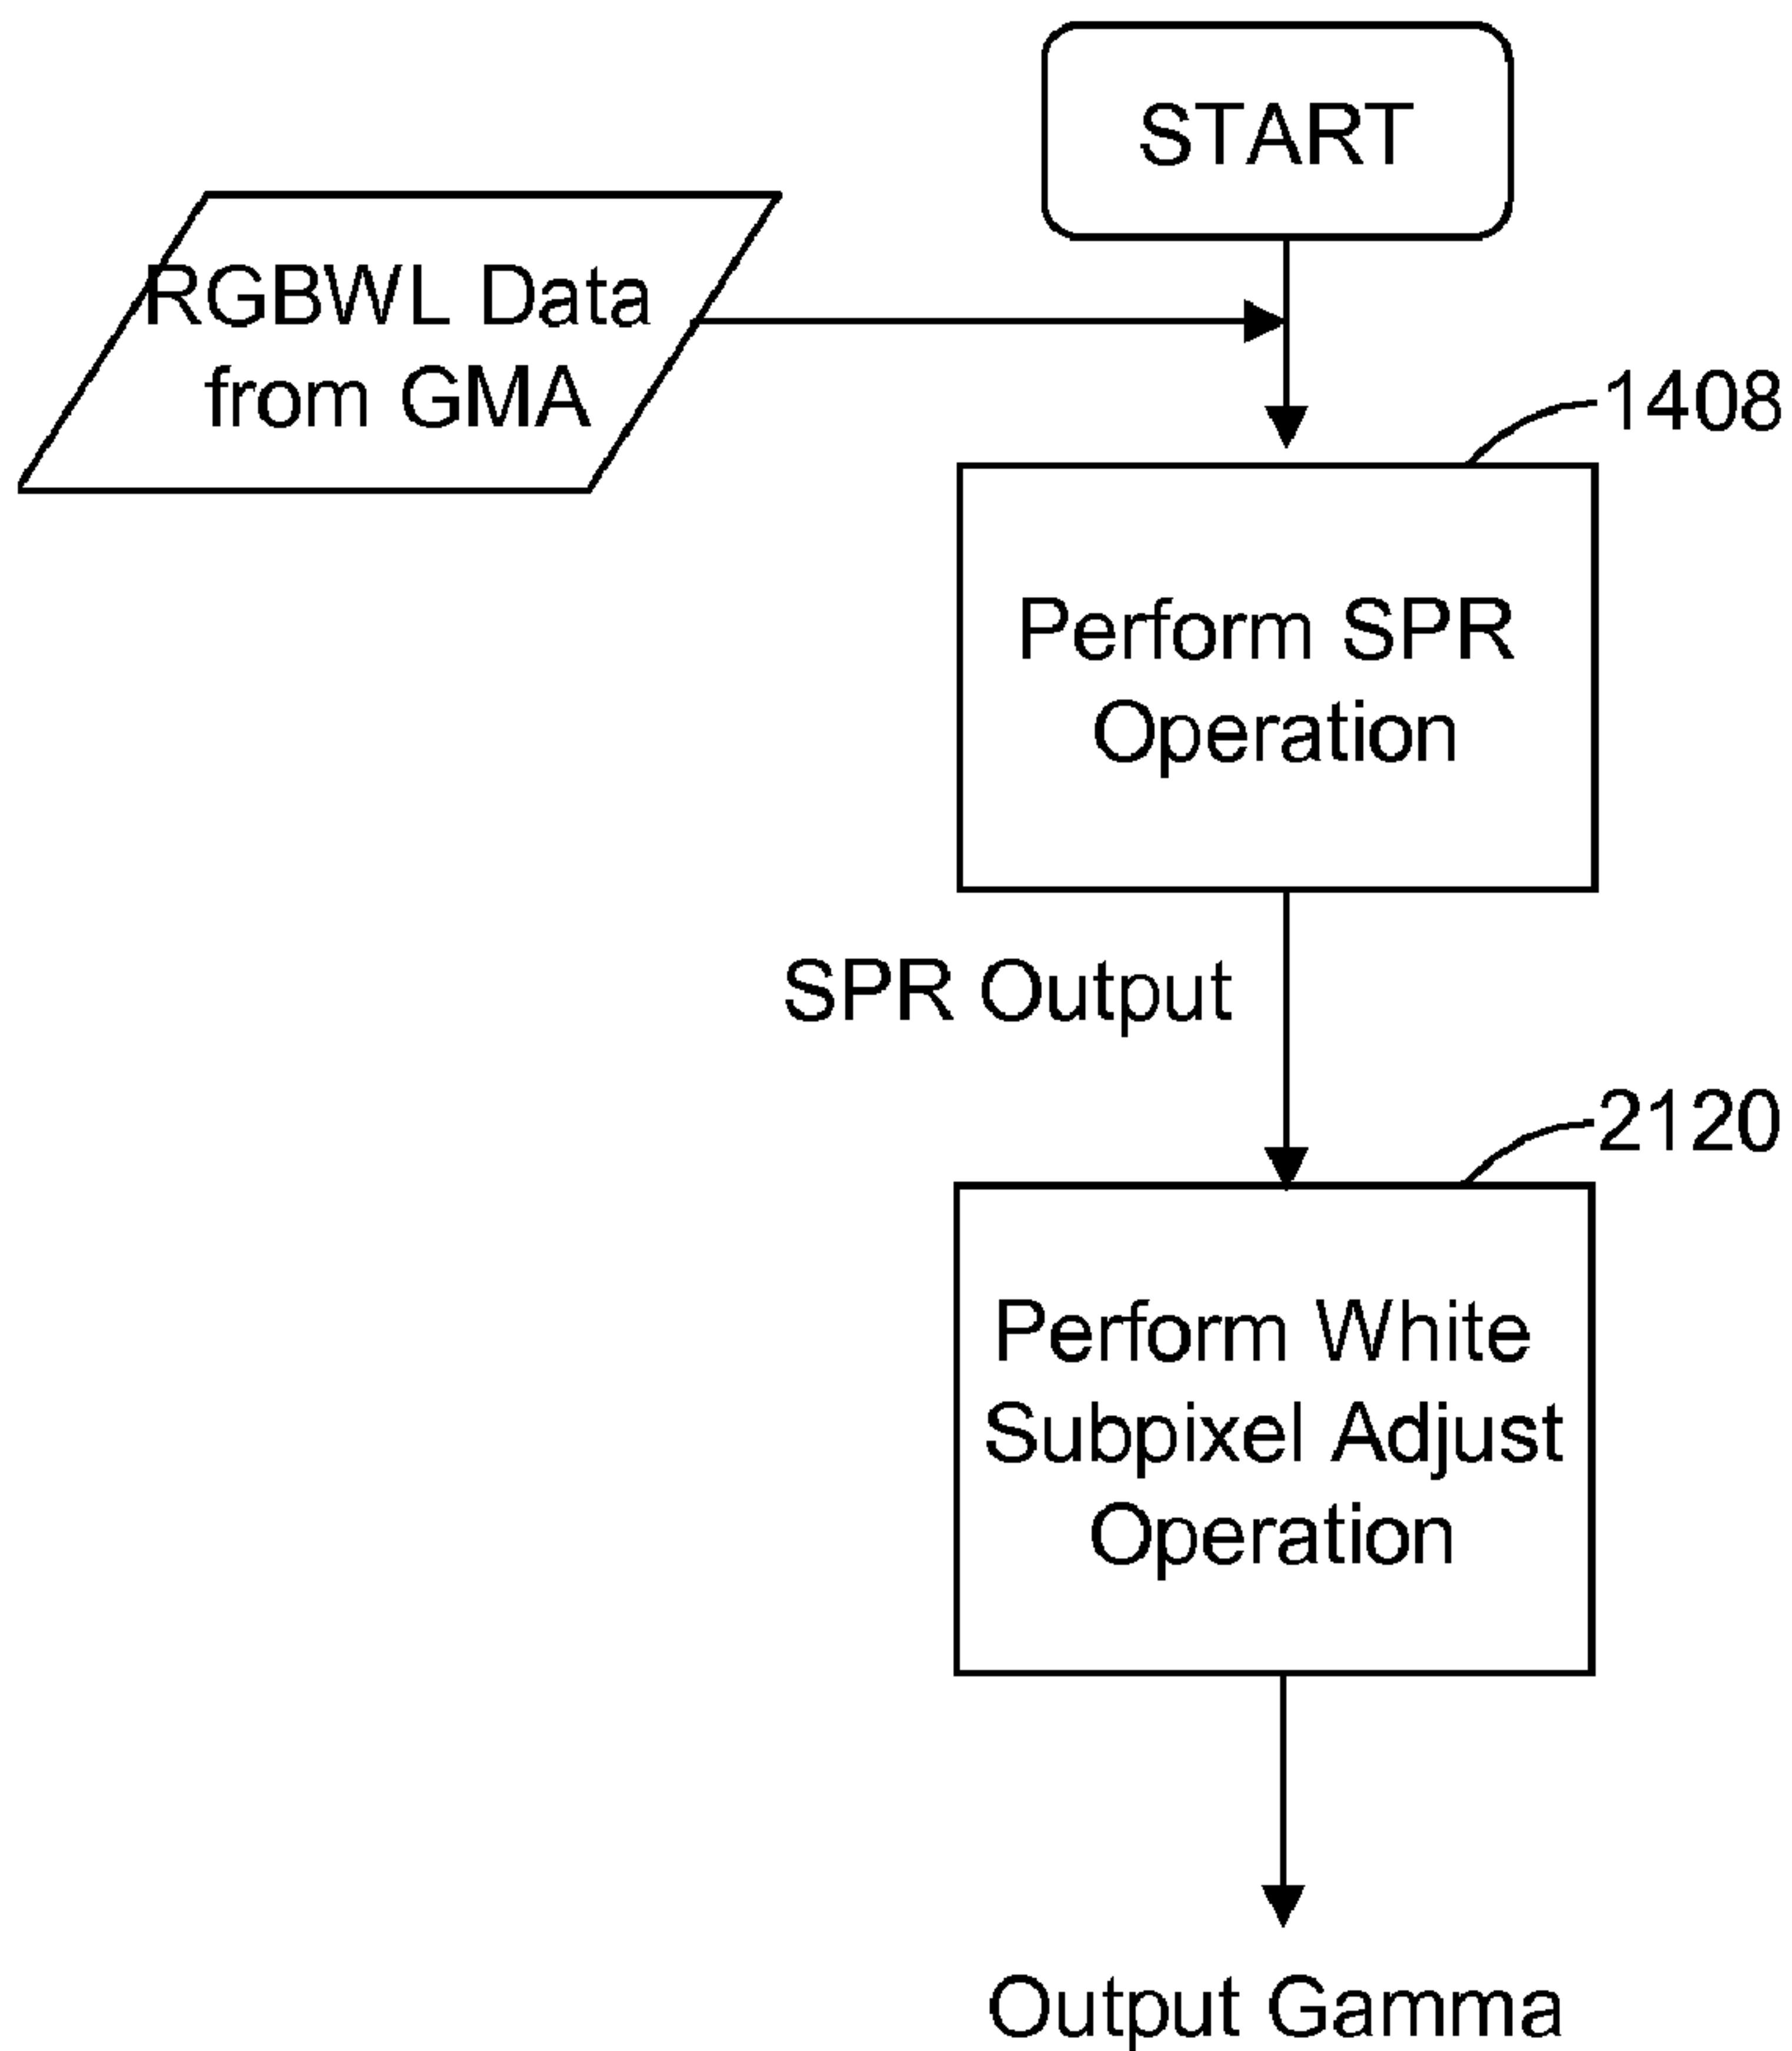 START
RGBWL Data
from GMA
1408
Perform SPR
Operation
SPR Output
2120
Perform White
Subpixel Adjust
Operation
Output Gamma